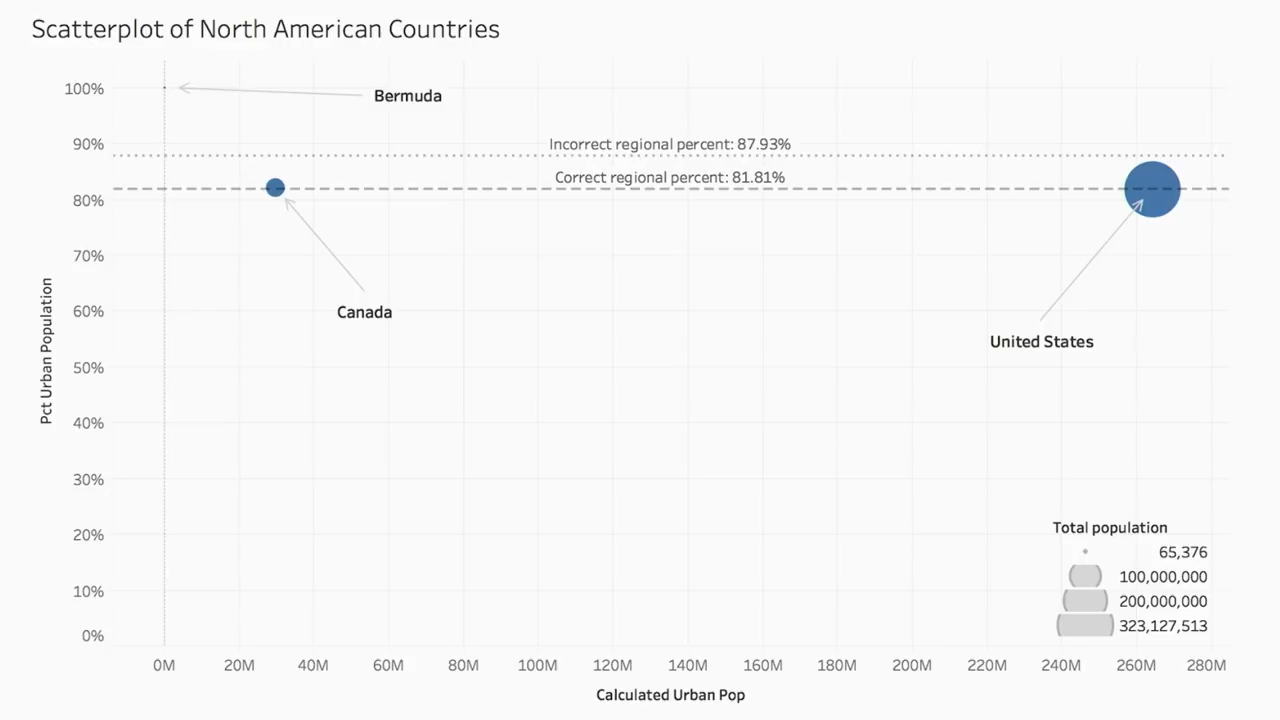 Scatterplot of North American Countries
100%
Bermuda
90%
Incorrect regional percent: 87.93%
Correct regional percent: 81.81%
80%
70%
60%
Canada
United States
50%
40%
30%
20%
10%
0%
Pct Urban Population
Total population
65,376
100,000,000
200,000,000
323,127,513
0M 20M 40M 60M 80M 100M 120M 140M 160M 180M 200M 220M 240M 260M 280M
Calculated Urban Pop